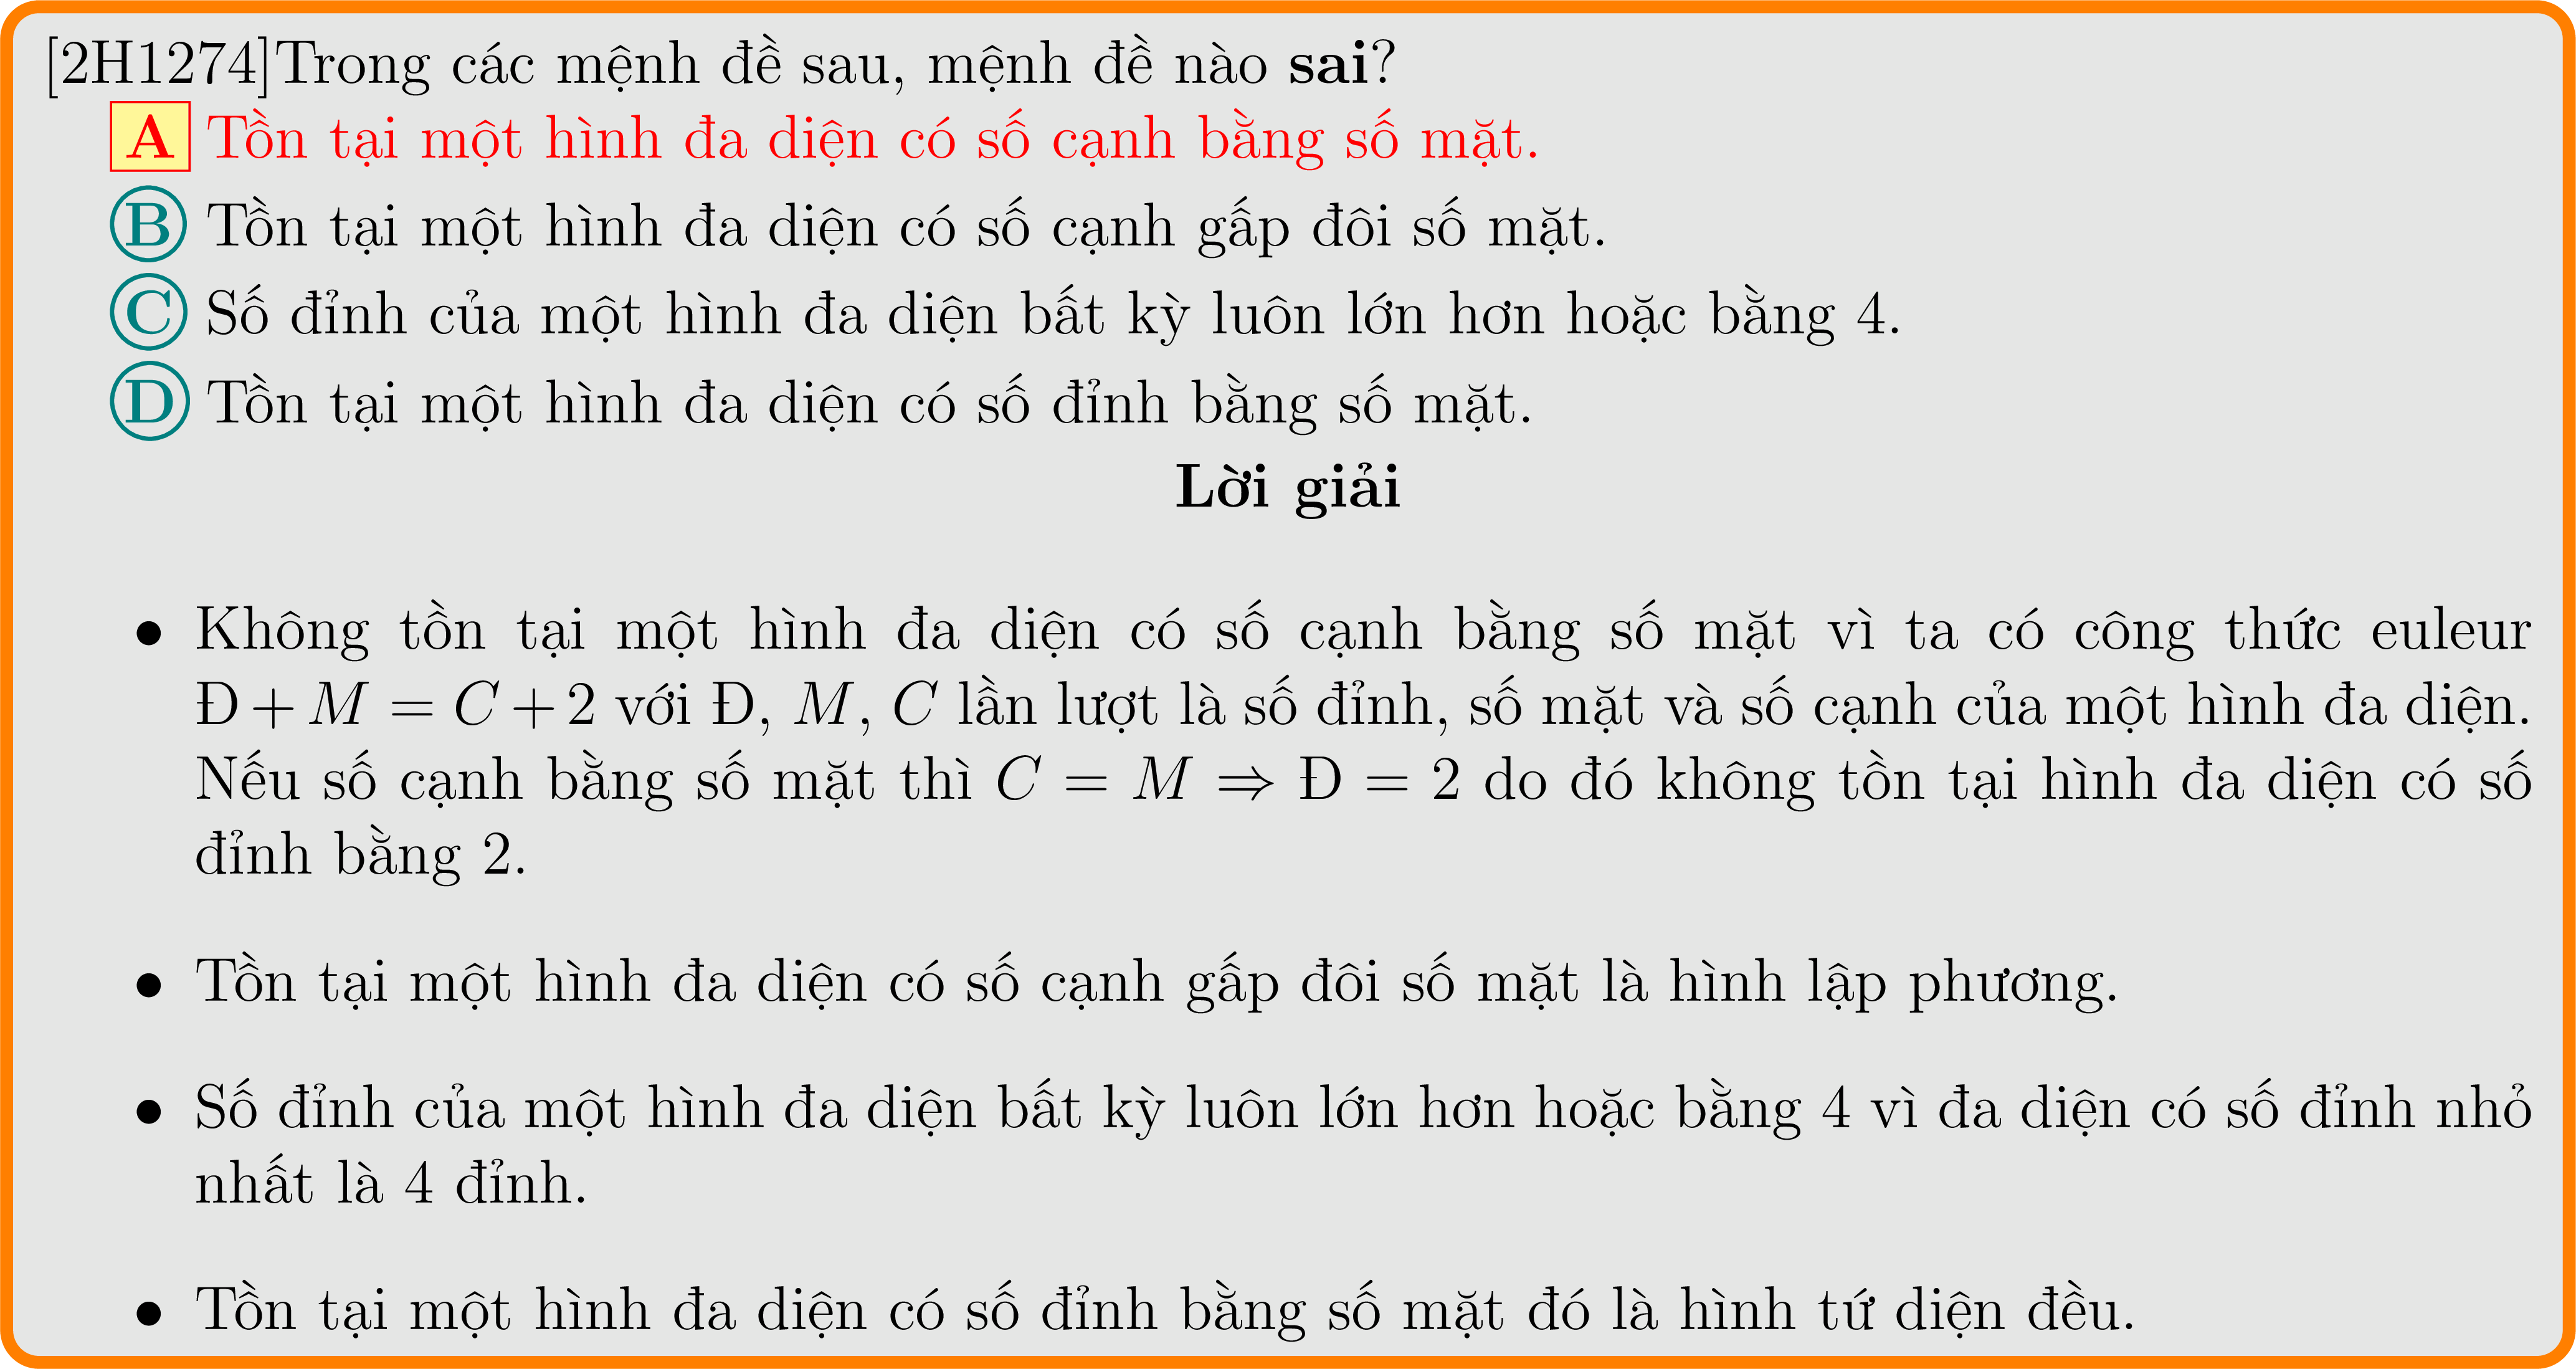 [2H1274]Trong các mệnh đề sau, mệnh đề nào sai?
A Tồn tại một hình đa diện có số cạnh bằng số mặt.
B Tồn tại một hình đa diện có số cạnh gấp đôi số mặt.
C Số đỉnh của một hình đa diện bất kỳ luôn lớn hơn hoặc bằng 4.
D Tồn tại một hình đa diện có số đỉnh bằng số mặt.
Lời giải
• Không tồn tại một hình đa diện có số cạnh bằng số mặt vì ta có công thức euleur
Đ + M = C + 2 với Đ, M, C lần lượt là số đỉnh, số mặt và số cạnh của một hình đa diện.
Nếu số cạnh bằng số mặt thì C = M ⇒ Đ = 2 do đó không tồn tại hình đa diện có số
đỉnh bằng 2.
• Tồn tại một hình đa diện có số cạnh gấp đôi số mặt là hình lập phương.
• Số đỉnh của một hình đa diện bất kỳ luôn lớn hơn hoặc bằng 4 vì đa diện có số đỉnh nhỏ
nhất là 4 đỉnh.
• Tồn tại một hình đa diện có số đỉnh bằng số mặt đó là hình tứ diện đều.